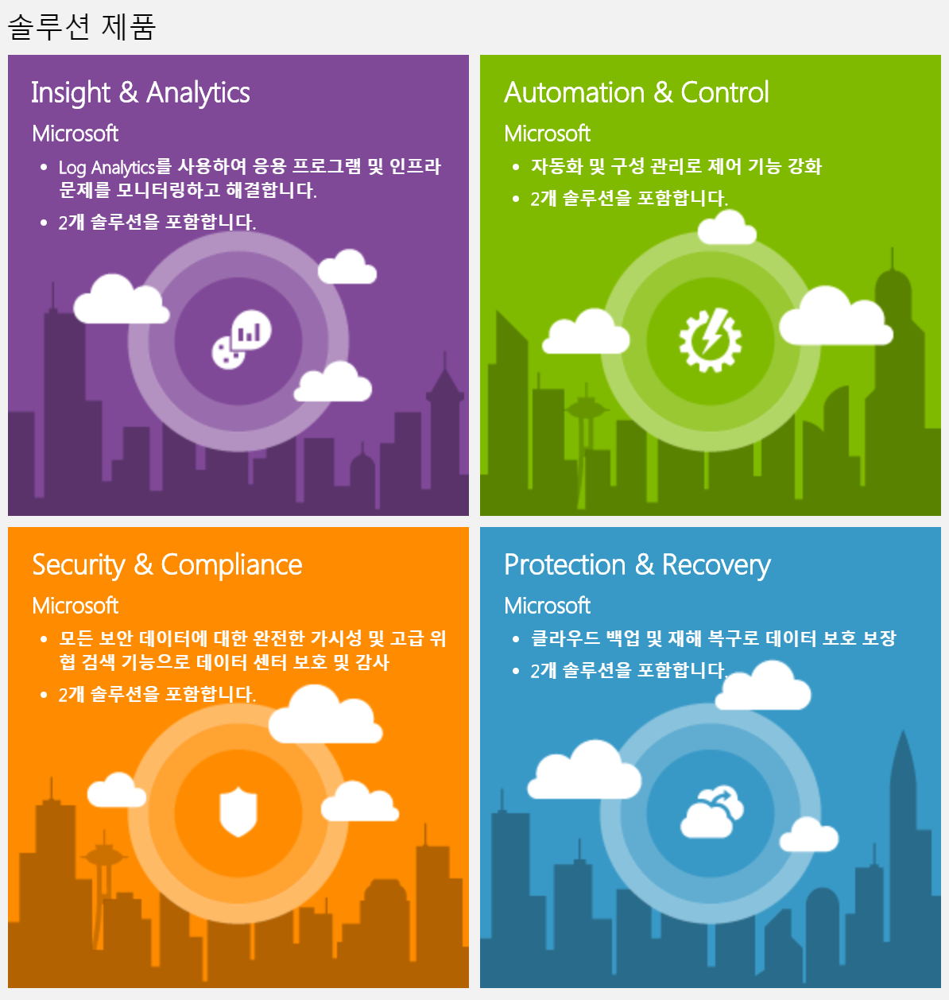 솔루션 제품
Insight & Analytics
Microsoft
• Log Analytics를 사용하여 응용 프로그램 및 인프라
문제를 모니터링하고 해결합니다.
• 2개 솔루션을 포함합니다.
Automation & Control
Microsoft
• 자동화 및 구성 관리로 제어 기능 강화
• 2개 솔루션을 포함합니다.
Security & Compliance
Microsoft
• 모든 보안 데이터에 대한 완전한 가시성 및 고급 위
협 검색 기능으로 데이터 센터 보호 및 감사
• 2개 솔루션을 포함합니다.
Protection & Recovery
Microsoft
• 클라우드 백업 및 재해 복구로 데이터 보호 보장
• 2개 솔루션을 포함합니다.